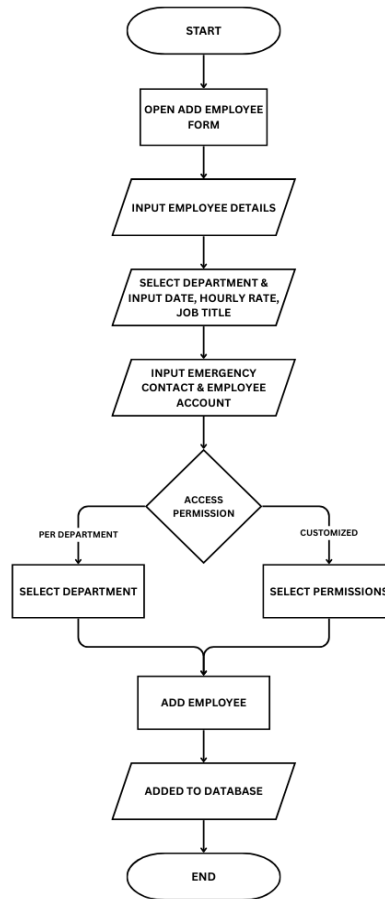 START
OPEN ADD EMPLOYEE
FORM
INPUT EMPLOYEE DETAILS
SELECT DEPARTMENT &
INPUT DATE, HOURLY RATE,
JOB TITLE
INPUT EMERGENCY
CONTACT & EMPLOYEE
ACCOUNT
ACCESS
PERMISSION
PER DEPARTMENT
CUSTOMIZED
SELECT DEPARTMENT
SELECT PERMISSIONS
ADD EMPLOYEE
ADDED TO DATABASE
END